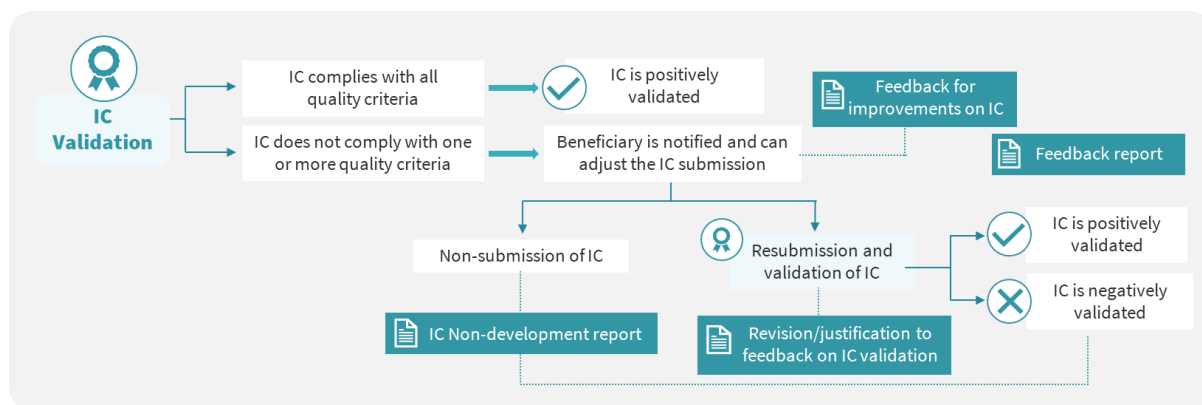 IC
Validation
IC complies with all
quality criteria
IC is positively
validated
IC does not comply with one
or more quality criteria
Beneficiary is notified and can
adjust the IC submission
Feedback for
improvements on IC
Feedback report
Non-submission of IC
Resubmission and
validation of IC
IC is positively
validated
IC is negatively
validated
IC Non-development report
Revision/justification to
feedback on IC validation